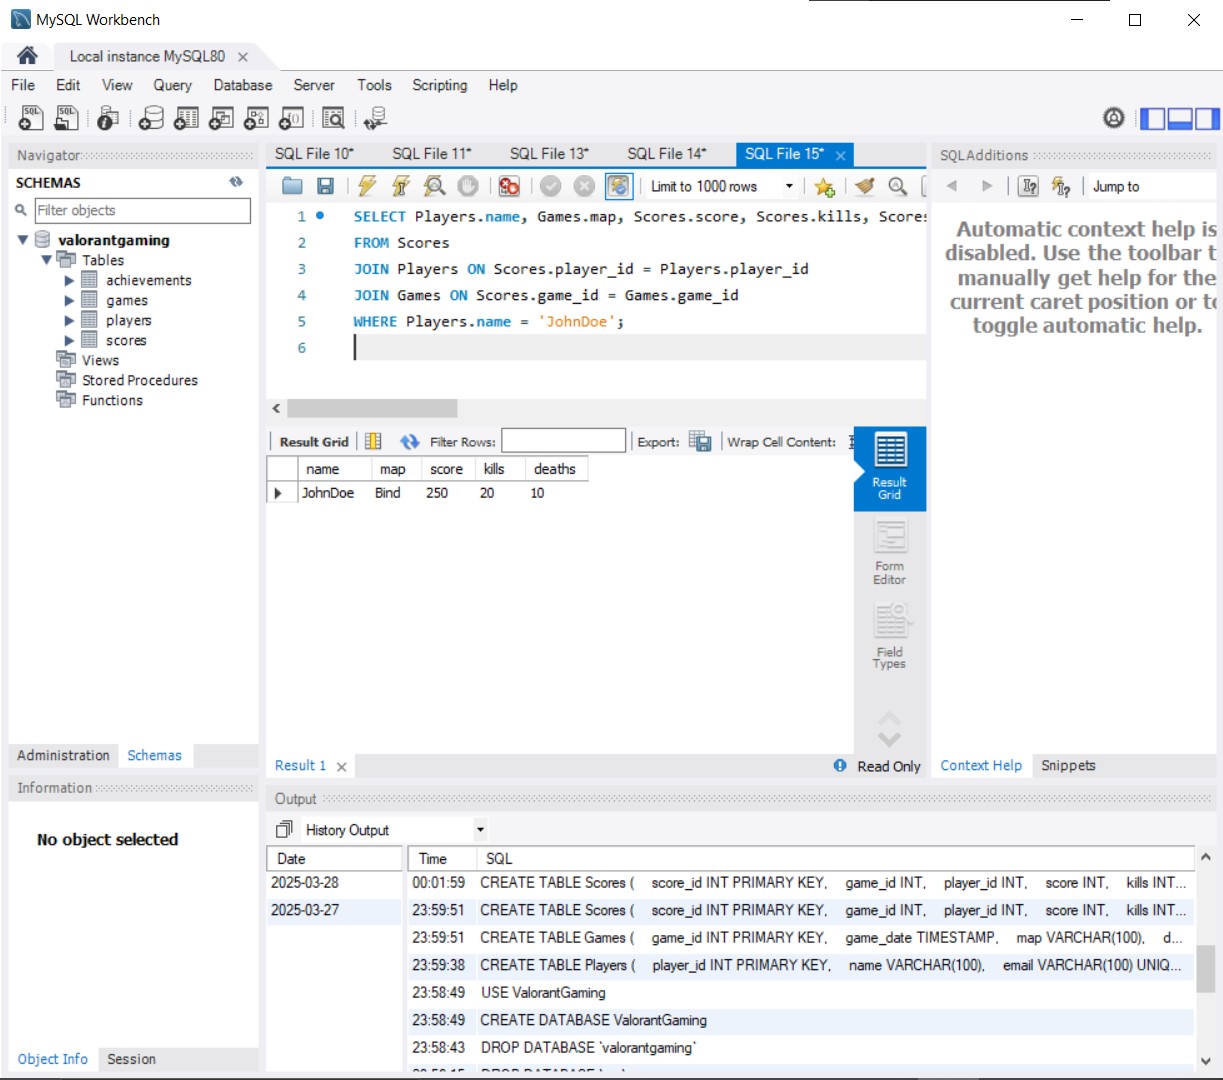 MySQL Workbench
Local instance MySQL80
File Edit View Query Database Server Tools Scripting Help
Navigator
SCHEMAS
Filter objects
valorantgaming
Tables
achievements
games
players
scores
Views
Stored Procedures
Functions
Administration Schemas
Information
No object selected
Object Info Session
SQL File 10* SQL File 11* SQL File 13* SQL File 14* SQL File 15*
Limit to 1000 rows
1 SELECT Players.name, Games.map, Scores.score, Scores.kills, Scores
2 FROM Scores
3 JOIN Players ON Scores.player_id = Players.player_id
4 JOIN Games ON Scores.game_id = Games.game_id
5 WHERE Players.name = 'JohnDoe';
6
Result Grid Filter Rows: Export: Wrap Cell Content:
name map score kills deaths
JohnDoe Bind 250 20 10
Result Grid
Form Editor
Field Types
Result 1 Read Only
SQLAdditions
Jump to
Automatic context help is
disabled. Use the toolbar t
manually get help for the
current caret position or to
toggle automatic help.
Context Help Snippets
Output
History Output
Date Time SQL
2025-03-28 00:01:59 CREATE TABLE Scores ( score_id INT PRIMARY KEY, game_id INT, player_id INT, score INT, kills INT...
2025-03-27 23:59:51 CREATE TABLE Scores ( score_id INT PRIMARY KEY, game_id INT, player_id INT, score INT, kills INT...
23:59:51 CREATE TABLE Games ( game_id INT PRIMARY KEY, game_date TIMESTAMP, map VARCHAR(100), d...
23:59:38 CREATE TABLE Players ( player_id INT PRIMARY KEY, name VARCHAR(100), email VARCHAR(100) UNIQ...
23:58:49 USE ValorantGaming
23:58:49 CREATE DATABASE ValorantGaming
23:58:43 DROP DATABASE `valorantgaming`